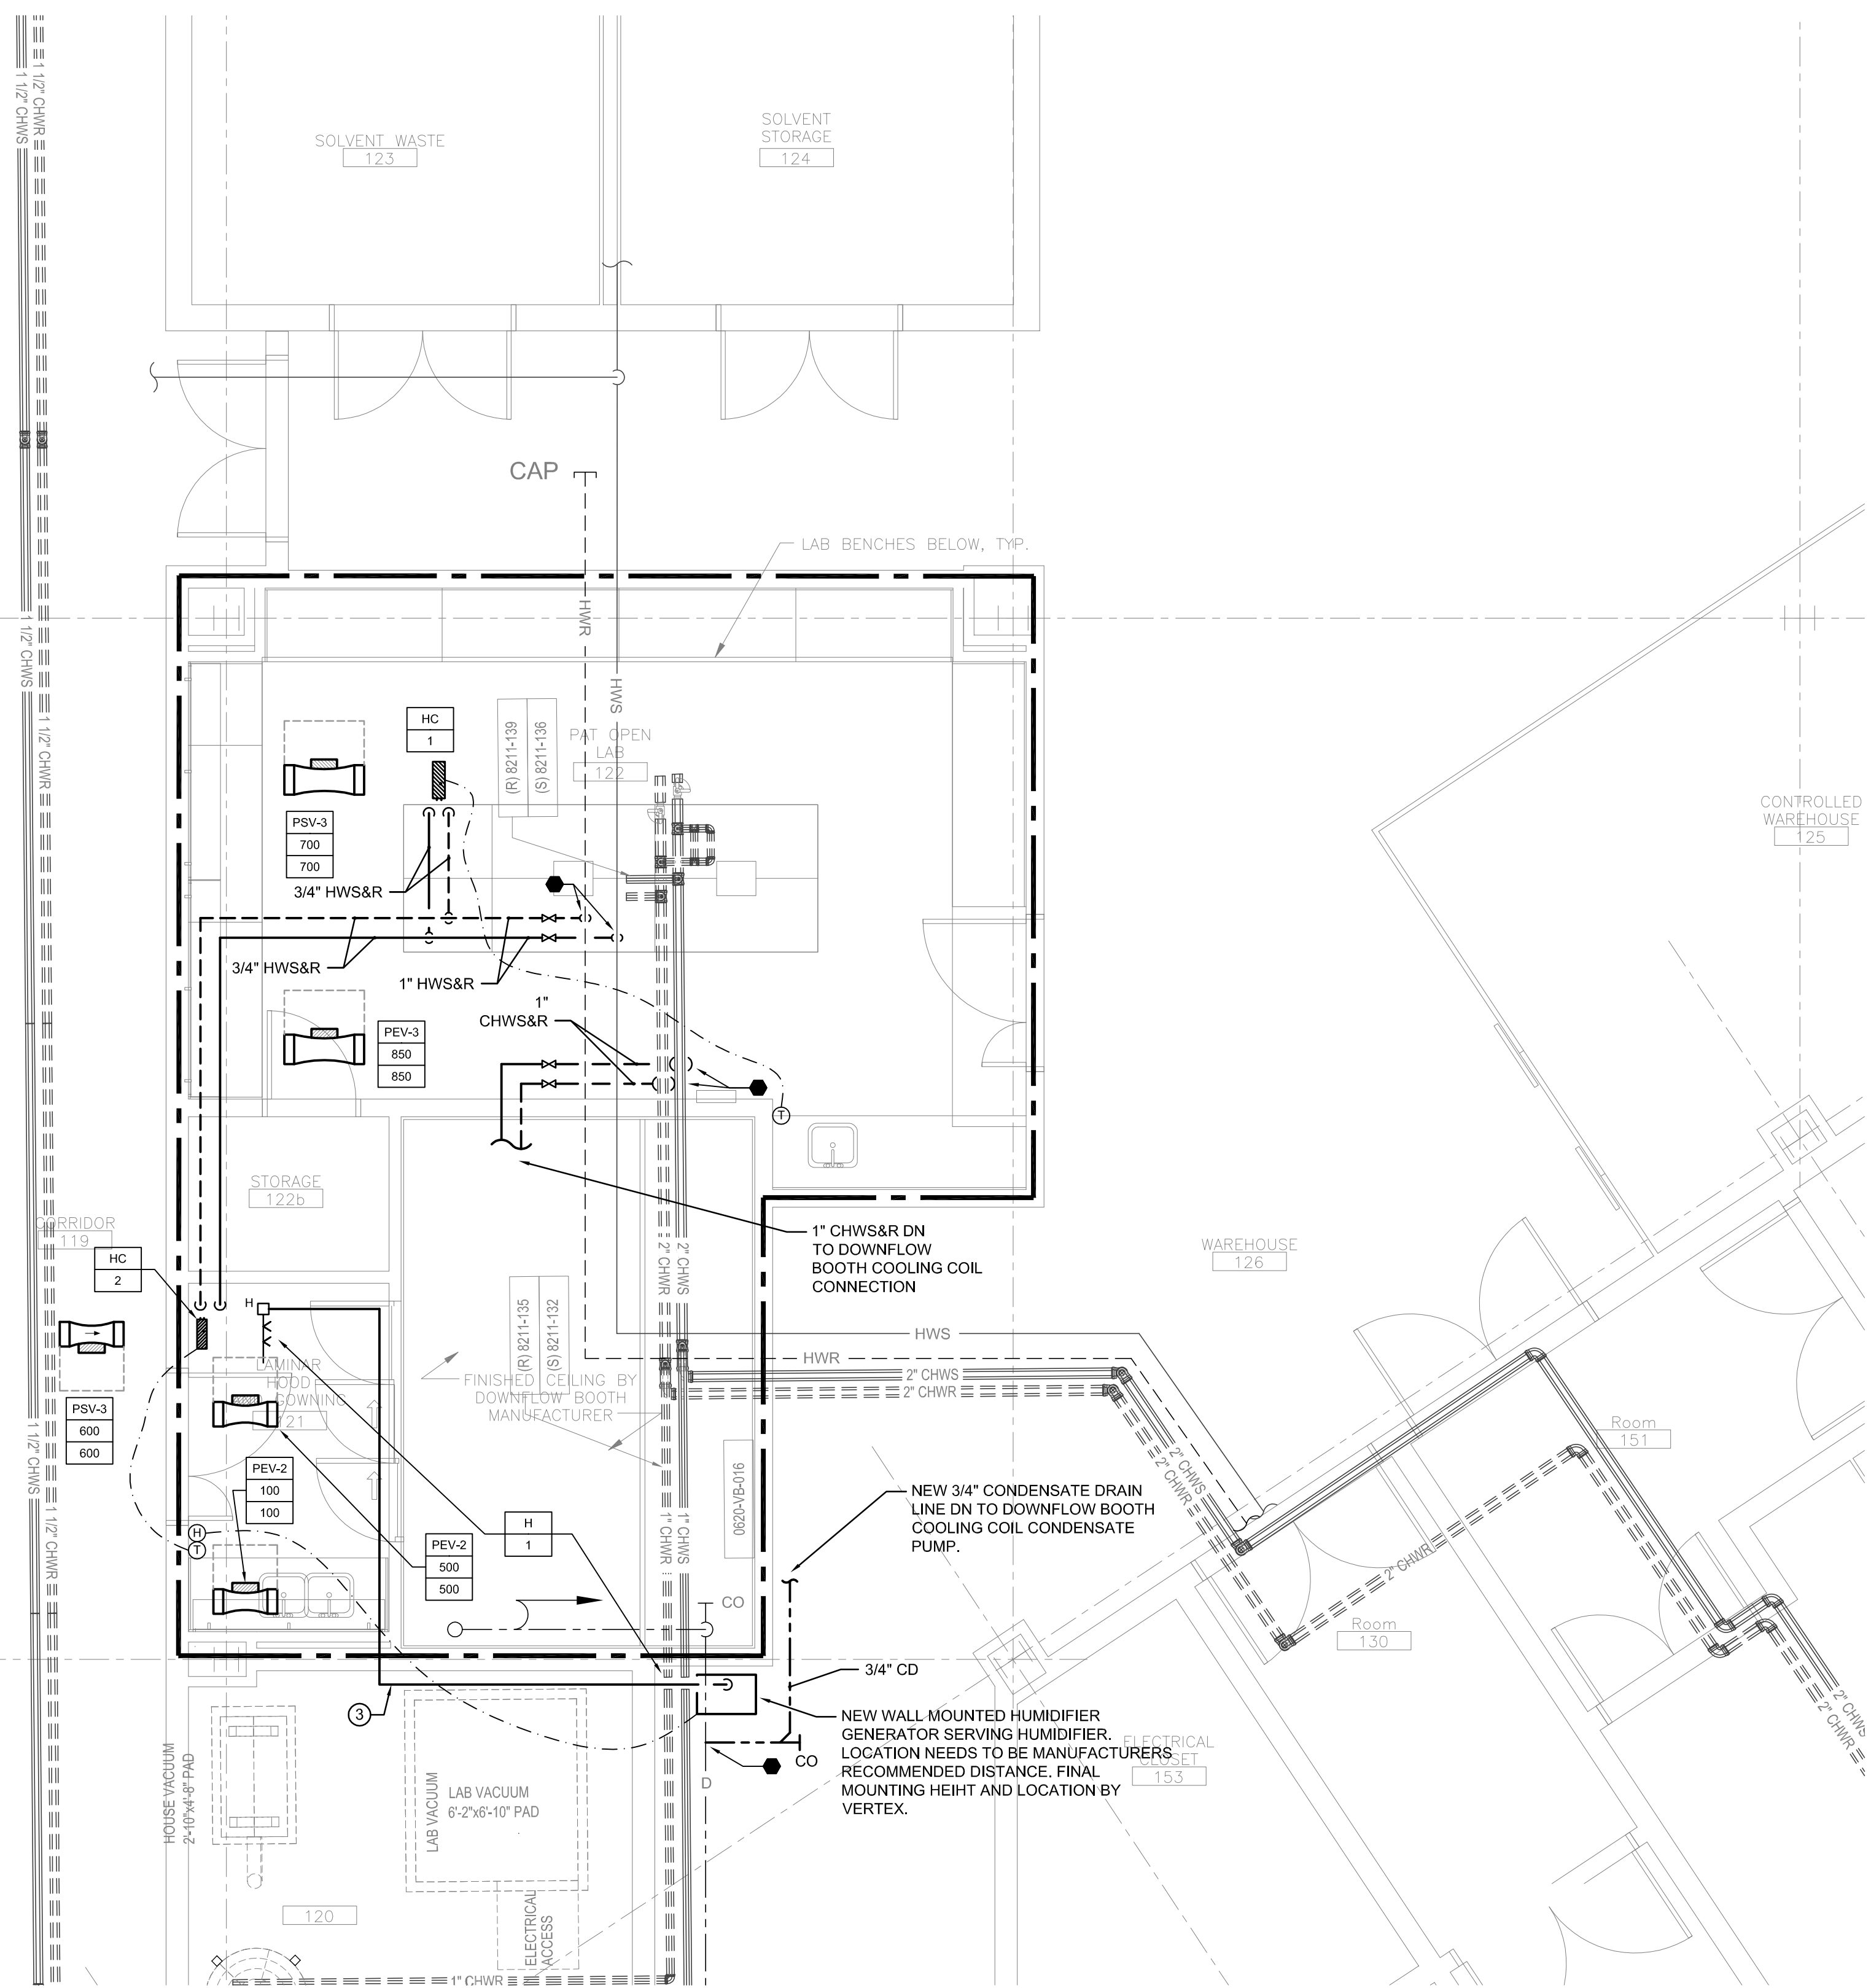 1 1/2" CHWS
1 1/2" CHWR
SOLVENT WASTE
123
SOLVENT
STORAGE
124
CAP
LAB BENCHES BELOW, TYP.
HWR
HWS
1 1/2" CHWS
1 1/2" CHWR
HC
1
(R) 8211-139
(S) 8211-136
PAT OPEN
LAB
122
PSV-3
700
700
3/4" HWS&R
CONTROLLED
WAREHOUSE
125
3/4" HWS&R
1" HWS&R
1"
CHWS&R
PEV-3
850
850
T
STORAGE
122b
CORRIDOR
119
HC
2
1" CHWS&R DN
TO DOWNFLOW
BOOTH COOLING COIL
CONNECTION
2" CHWR
2" CHWS
WAREHOUSE
126
H
(R) 8211-135
(S) 8211-132
HWS
HWR
2" CHWS
2" CHWR
LAMINAR
HOOD
GOWNING
121
FINISHED CEILING BY
DOWNFLOW BOOTH
MANUFACTURER
PSV-3
600
600
1 1/2" CHWS
1 1/2" CHWR
PEV-2
100
100
H
T
PEV-2
500
500
H
1
1" CHWR
1" CHWS
0620-VB-016
2" CHWS
2" CHWR
Room
151
NEW 3/4" CONDENSATE DRAIN
LINE DN TO DOWNFLOW BOOTH
COOLING COIL CONDENSATE
PUMP.
2" CHWR
CO
Room
130
3/4" CD
3
NEW WALL MOUNTED HUMIDIFIER
GENERATOR SERVING HUMIDIFIER.
LOCATION NEEDS TO BE MANUFACTURERS
RECOMMENDED DISTANCE. FINAL
MOUNTING HEIHT AND LOCATION BY
VERTEX.
CO
ELECTRICAL
CLOSET
153
2" CHWS
2" CHWR
D
HOUSE VACUUM
2'-10"x4'-8" PAD
LAB VACUUM
LAB VACUUM
6'-2"x6'-10" PAD
ELECTRICAL
ACCESS
120
1" CHWR